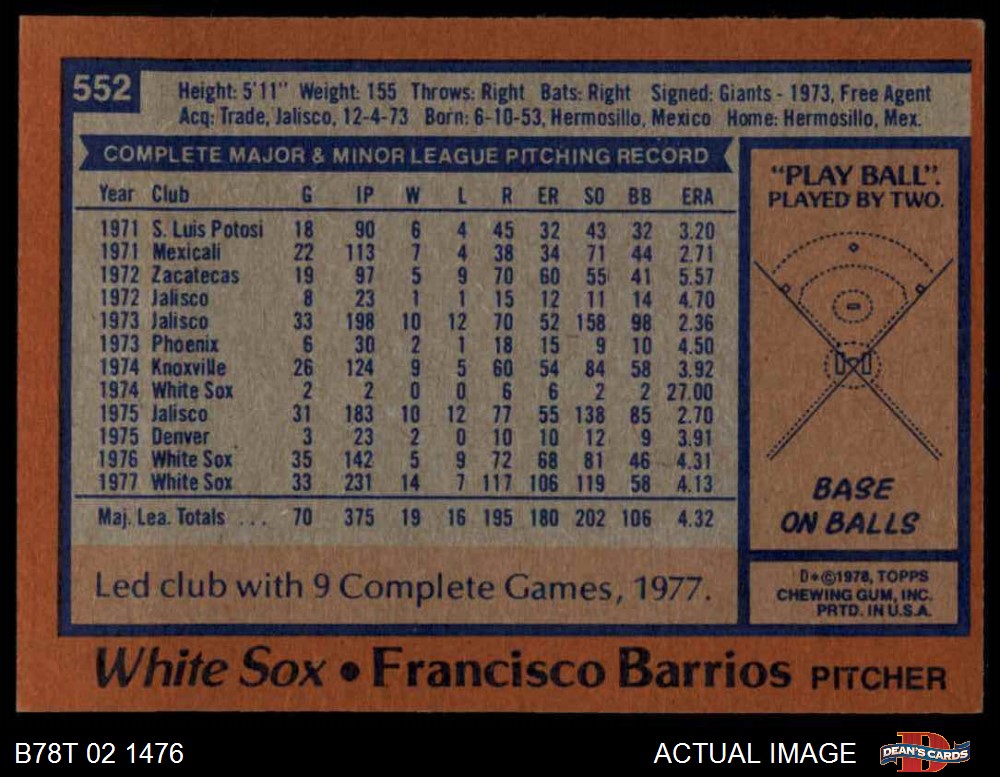 552
Height: 5'11" Weight: 155 Throws: Right Bats: Right Signed: Giants - 1973, Free Agent
Acq: Trade, Jalisco, 12-4-73 Born: 6-10-53, Hermosillo, Mexico Home: Hermosillo, Mex.
COMPLETE MAJOR & MINOR LEAGUE PITCHING RECORD
Year Club G IP W L R ER SO BB ERA
1971 S. Luis Potosi 18 90 6 4 45 32 43 32 3.20
1971 Mexicali 22 113 7 4 38 34 71 44 2.71
1972 Zacatecas 19 97 5 9 70 60 55 41 5.57
1972 Jalisco 8 23 1 1 15 12 11 14 4.70
1973 Jalisco 33 198 10 12 70 52 158 98 2.36
1973 Phoenix 6 30 2 1 18 15 9 10 4.50
1974 Knoxville 26 124 9 5 60 54 84 58 3.92
1974 White Sox 2 2 0 0 6 6 2 2 27.00
1975 Jalisco 31 183 10 12 77 55 138 85 2.70
1975 Denver 3 23 2 0 10 10 12 9 3.91
1976 White Sox 35 142 5 9 72 68 81 46 4.31
1977 White Sox 33 231 14 7 117 106 119 58 4.13
Maj. Lea. Totals ... 70 375 19 16 195 180 202 106 4.32
Led club with 9 Complete Games, 1977.
"PLAY BALL".
PLAYED BY TWO.
BASE
ON BALLS
D*©1978, TOPPS
CHEWING GUM, INC.
PRTD. IN U.S.A.
White Sox • Francisco Barrios PITCHER
B78T 02 1476
ACTUAL IMAGE
D
DEAN'S CARDS